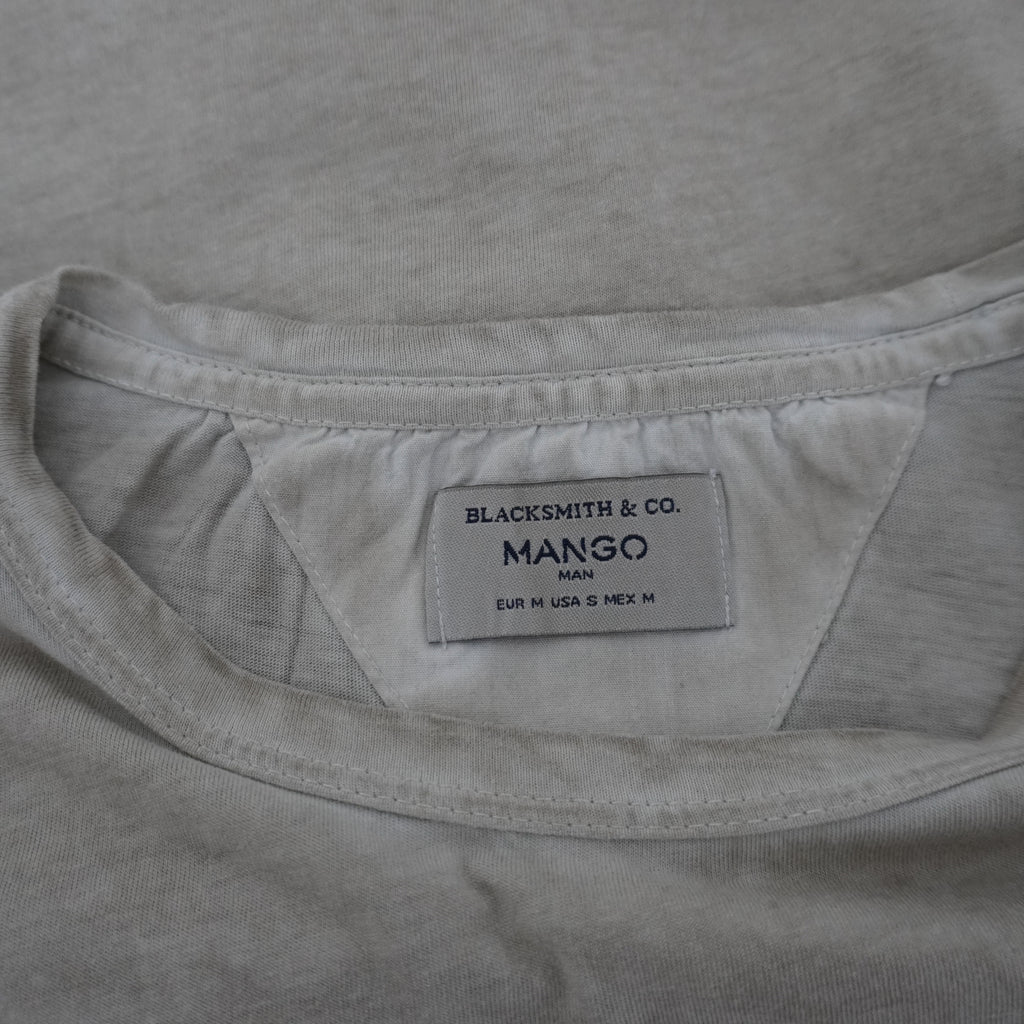 BLACKSMITH & CO.
MANGO
MAN
EUR M USA S MEX M